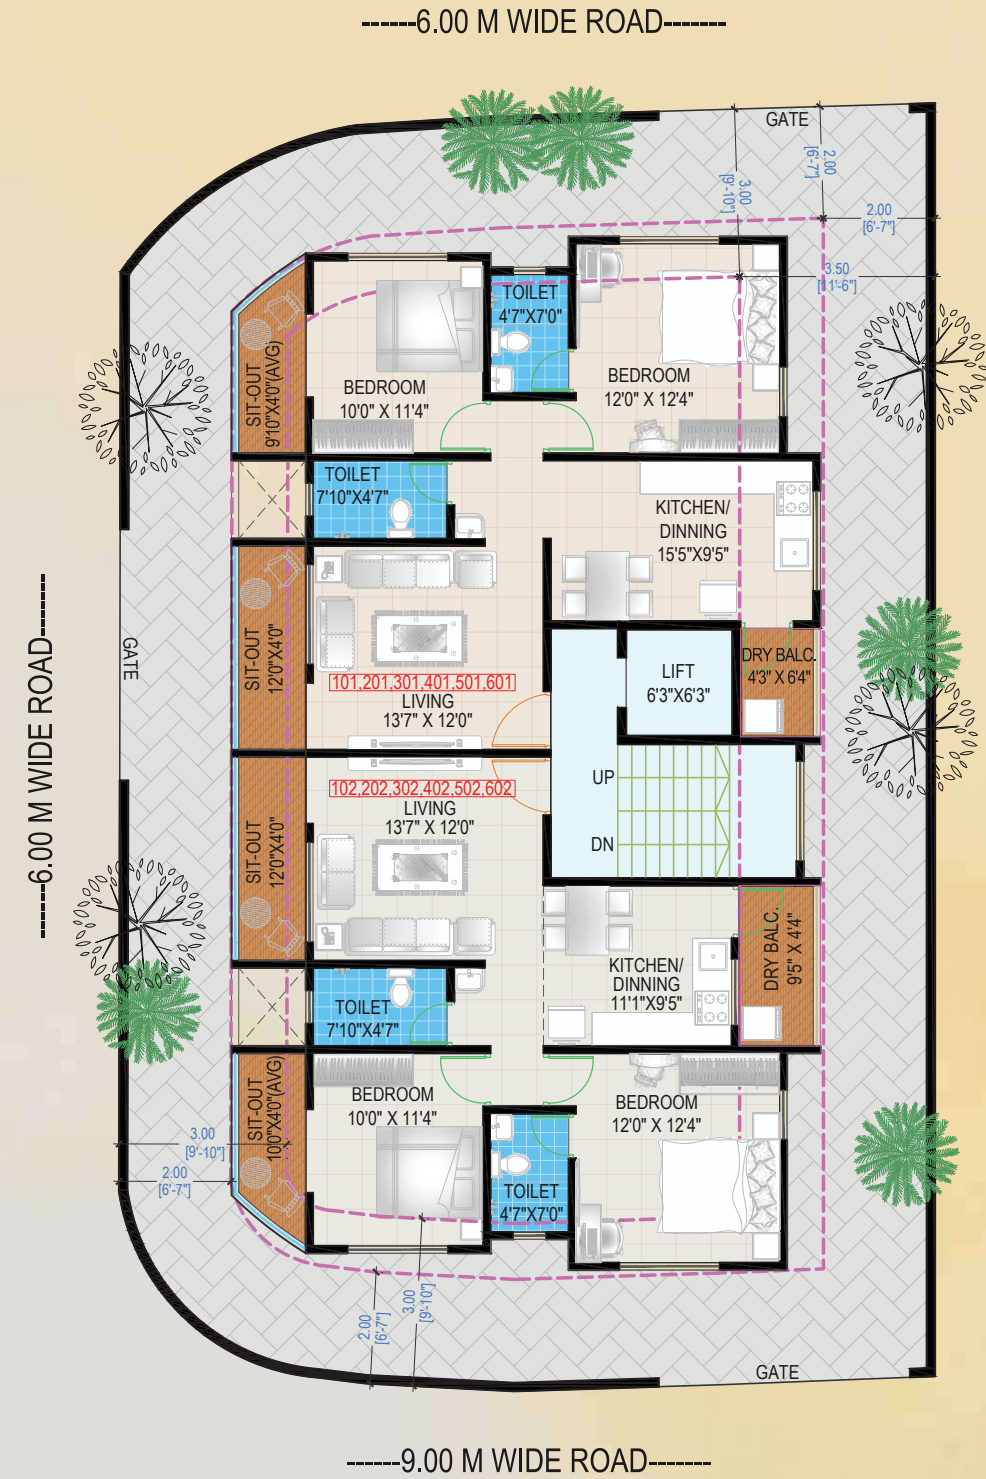 ------6.00 M WIDE ROAD-------
GATE
2.00
[6'-7"]
3.00
[9'-10"]
2.00
[6'-7"]
3.50
[11'-6"]
TOILET
4'7"X7'0"
BEDROOM
12'0" X 12'4"
BEDROOM
10'0" X 11'4"
SIT-OUT
9'10"X4'0"(AVG)
TOILET
7'10"X4'7"
KITCHEN/
DINNING
15'5"X9'5"
SIT-OUT
12'0"X4'0"
GATE
------6.00 M WIDE ROAD-------
LIFT
6'3"X6'3"
DRY BALC.
4'3" X 6'4"
101,201,301,401,501,601
LIVING
13'7" X 12'0"
UP
DN
102,202,302,402,502,602
LIVING
13'7" X 12'0"
SIT-OUT
12'0"X4'0"
DRY BALC.
9'5" X 4'4"
KITCHEN/
DINNING
11'1"X9'5"
TOILET
7'10"X4'7"
BEDROOM
10'0" X 11'4"
BEDROOM
12'0" X 12'4"
SIT-OUT
10'0"X4'0"(AVG)
3.00
[9'-10"]
2.00
[6'-7"]
TOILET
4'7"X7'0"
2.00
[6'-7"]
3.00
[9'-10"]
GATE
------9.00 M WIDE ROAD-------